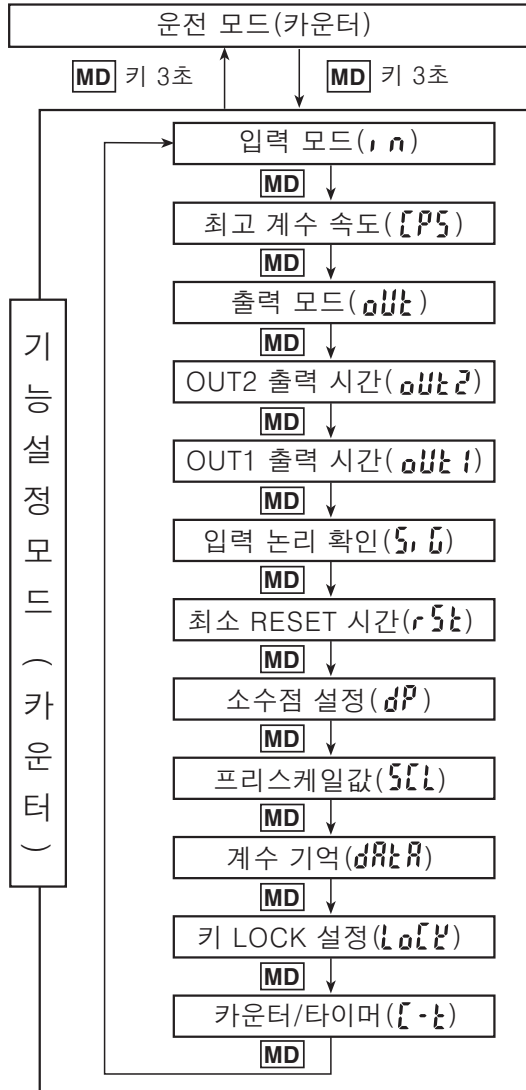 운전 모드(카운터)
MD 키 3초 MD 키 3초
입력 모드(in)
MD
최고 계수 속도(CPS)
MD
출력 모드(oUt)
MD
OUT2 출력 시간(oUt2)
MD
OUT1 출력 시간(oUt1)
MD
입력 논리 확인(SiG)
MD
최소 RESET 시간(rSt)
MD
소수점 설정(dP)
MD
프리스케일값(SCL)
MD
계수 기억(dAtA)
MD
키 LOCK 설정(LoCK)
MD
카운터/타이머(C-t)
MD
기능설정모드(카운터)